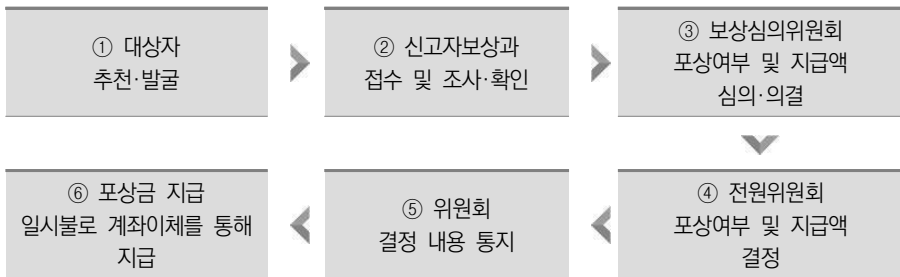 ① 대상자
추천·발굴
② 신고자보상과
접수 및 조사·확인
③ 보상심의위원회
포상여부 및 지급액
심의·의결
④ 전원위원회
포상여부 및 지급액
결정
⑤ 위원회
결정 내용 통지
⑥ 포상금 지급
일시불로 계좌이체를 통해
지급